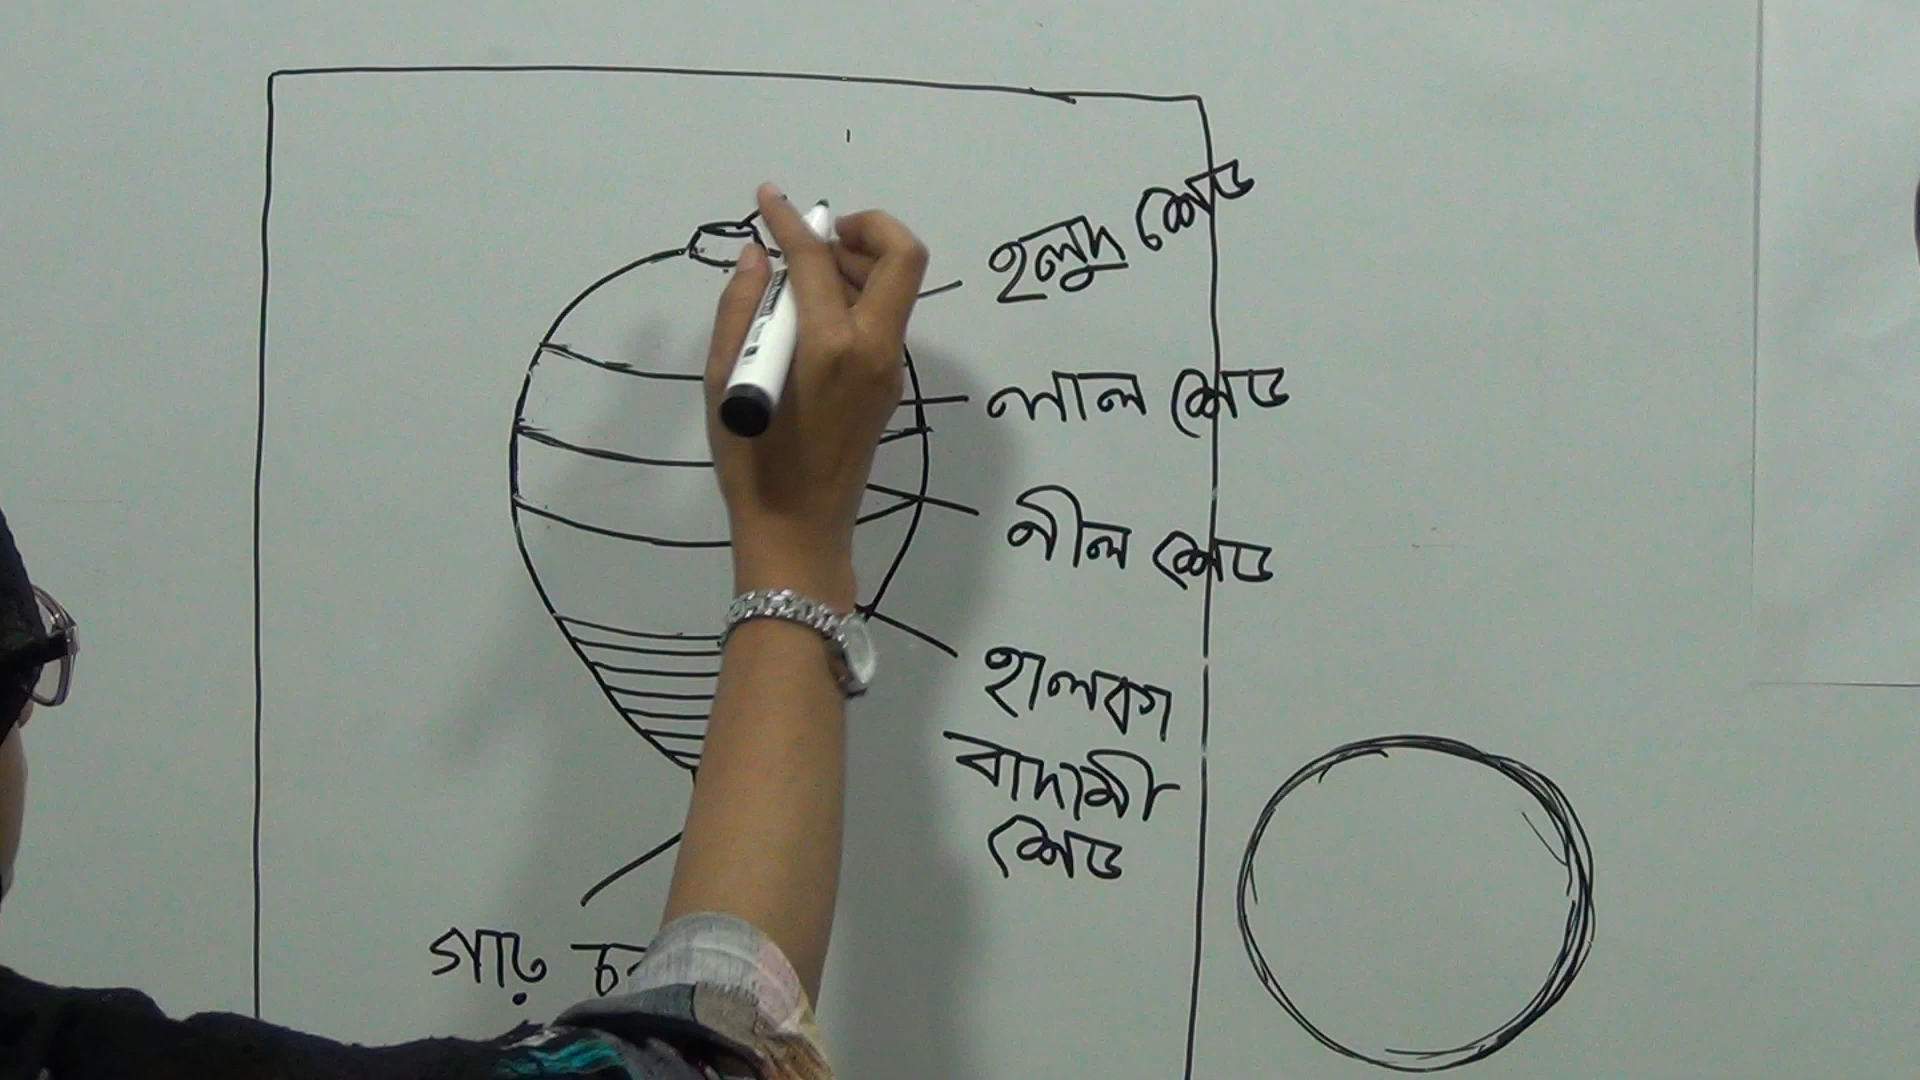 হলুদ শেড
লাল শেড
নীল শেড
হালকা
বাদামী
শেড
গাঢ়